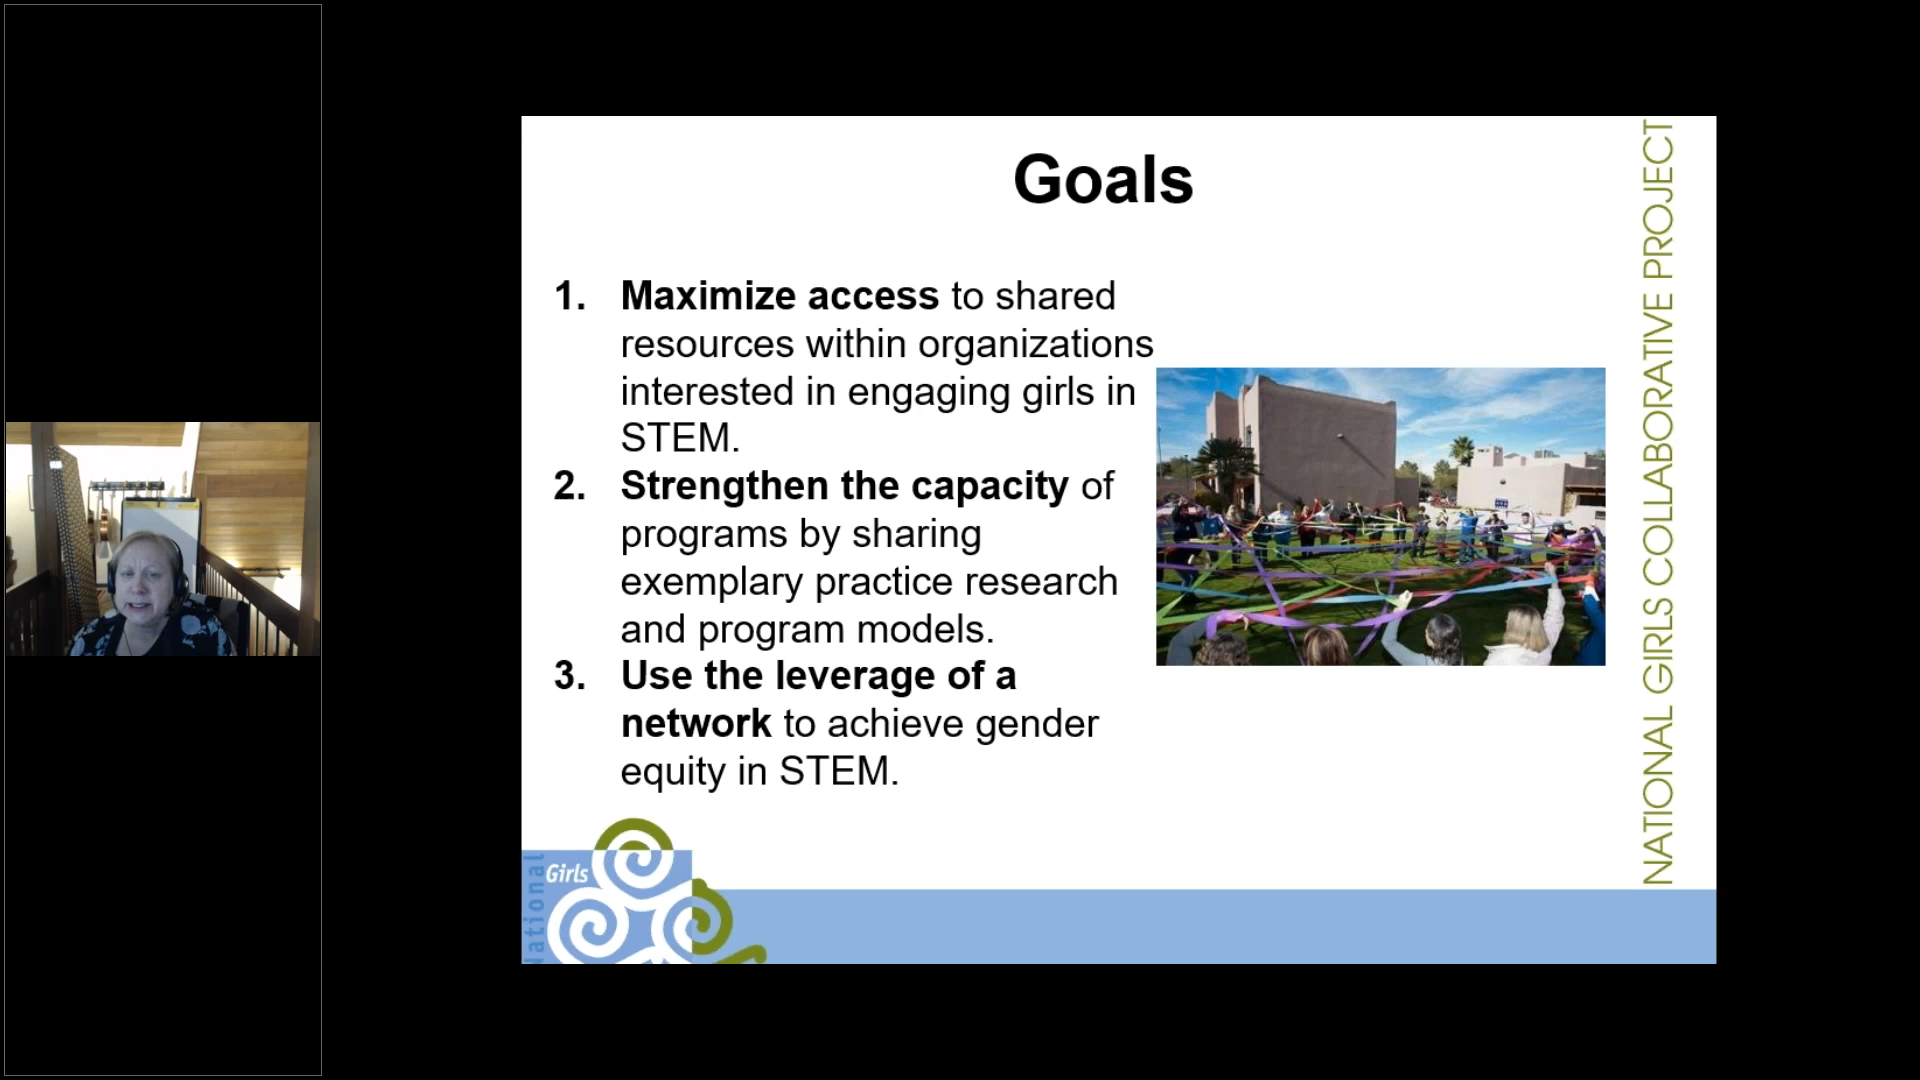 Goals
1. Maximize access to shared
resources within organizations
interested in engaging girls in
STEM.
2. Strengthen the capacity of
programs by sharing
exemplary practice research
and program models.
3. Use the leverage of a
network to achieve gender
equity in STEM.
NATIONAL GIRLS COLLABORATIVE PROJECT
National
Girls